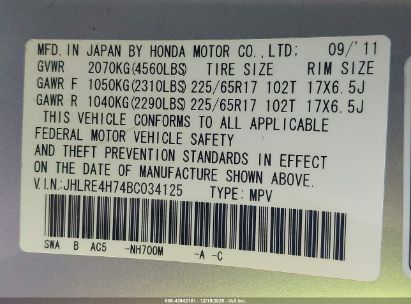 MFD. IN JAPAN BY HONDA MOTOR CO., LTD: 09/'11
GVWR 2070KG(4560LBS) TIRE SIZE RIM SIZE
GAWR F 1050KG(2310LBS) 225/65R17 102T 17X6.5J
GAWR R 1040KG(2290LBS) 225/65R17 102T 17X6.5J
THIS VEHICLE CONFORMS TO ALL APPLICABLE
FEDERAL MOTOR VEHICLE SAFETY
AND THEFT PREVENTION STANDARDS IN EFFECT
ON THE DATE OF MANUFACTURE SHOWN ABOVE.
V.I.N:JHLRE4H74BC034125 TYPE: MPV
SWA B AC5 -NH700M -A -C